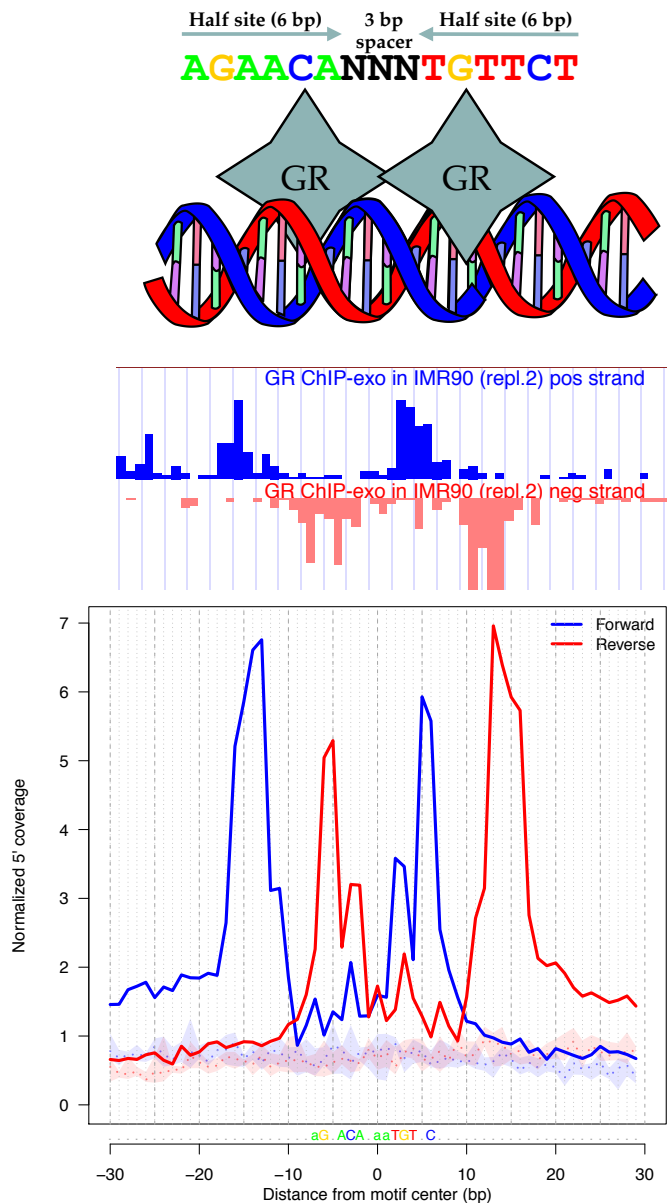 Half site (6 bp) 3 bp spacer Half site (6 bp)
AGAACANNNTGTTCT
GR GR
GR ChIP-exo in IMR90 (repl.2) pos strand
GR ChIP-exo in IMR90 (repl.2) neg strand
Forward
Reverse
7
6
5
4
3
2
1
0
Normalized 5' coverage
aG.ACA.aaTGT.C
−30 −20 −10 0 10 20 30
Distance from motif center (bp)